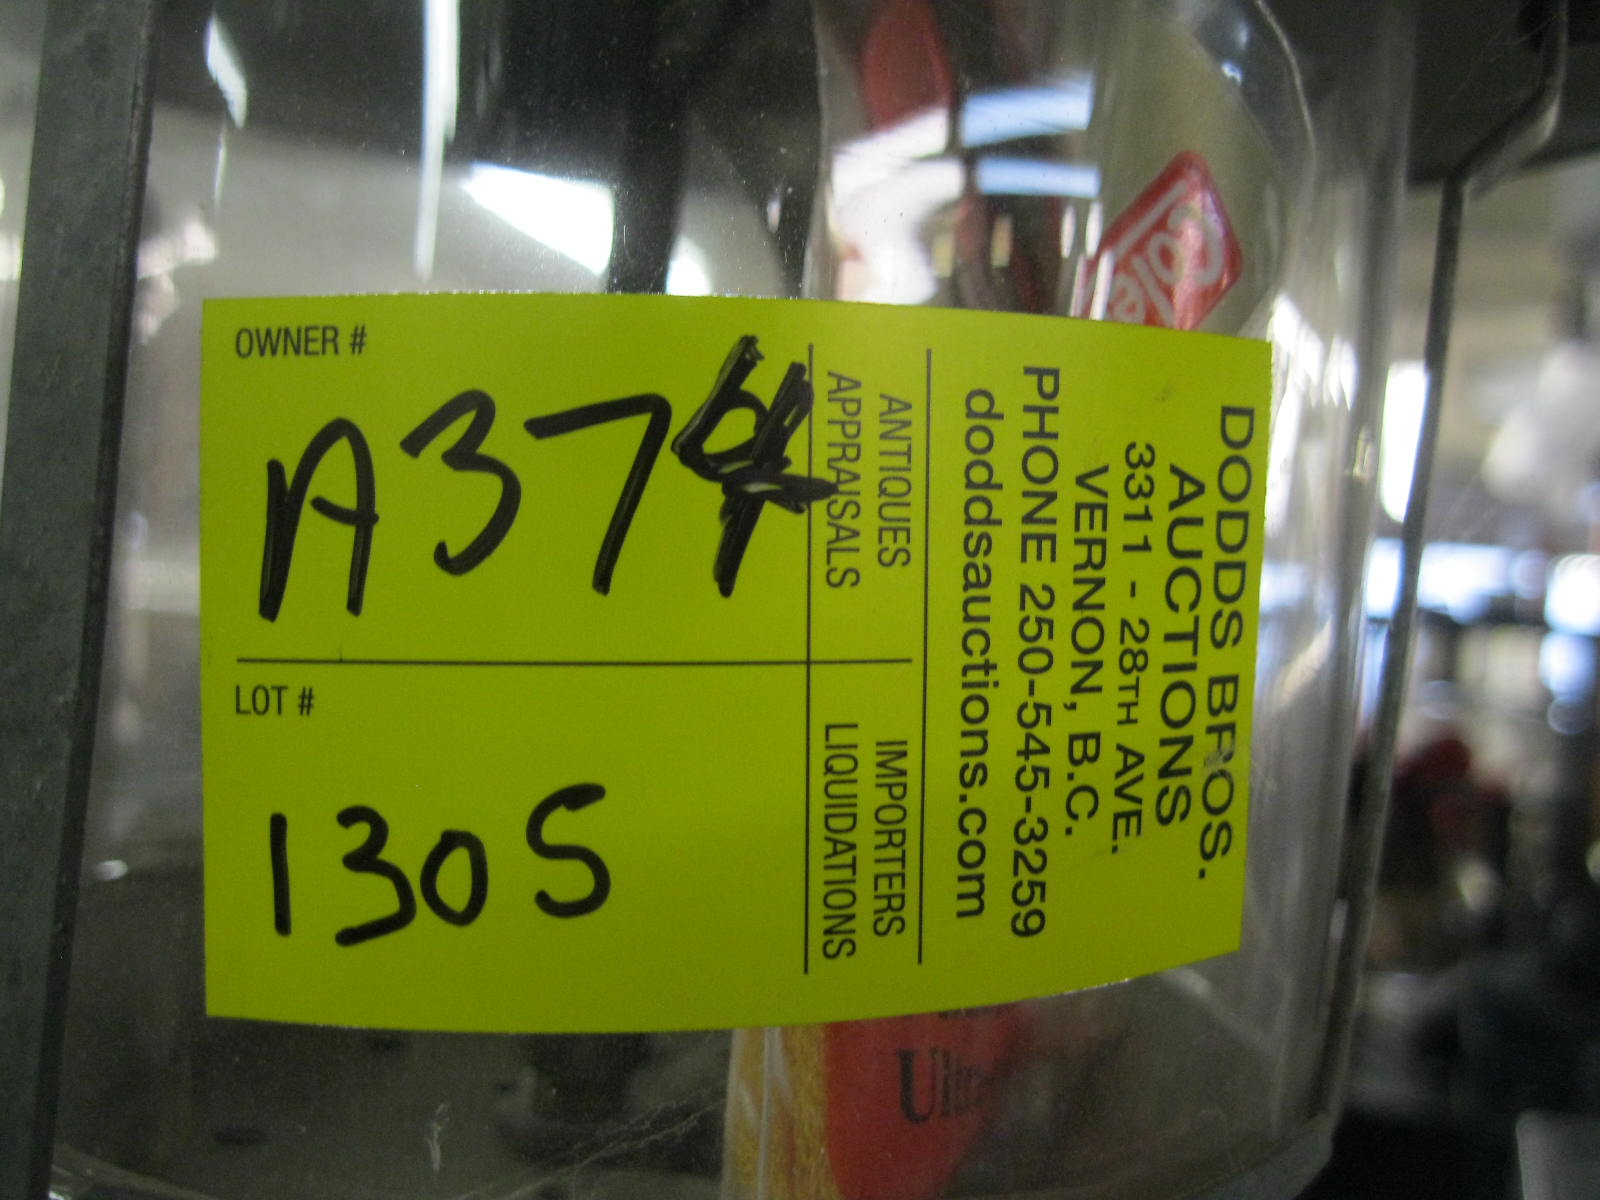 OWNER #
A374
LOT #
1305
ANTIQUES
APPRAISALS
IMPORTERS
LIQUIDATIONS
DODDS BROS.
AUCTIONS
3311 - 28TH AVE.
VERNON, B.C.
PHONE 250-545-3259
doddsauctions.com